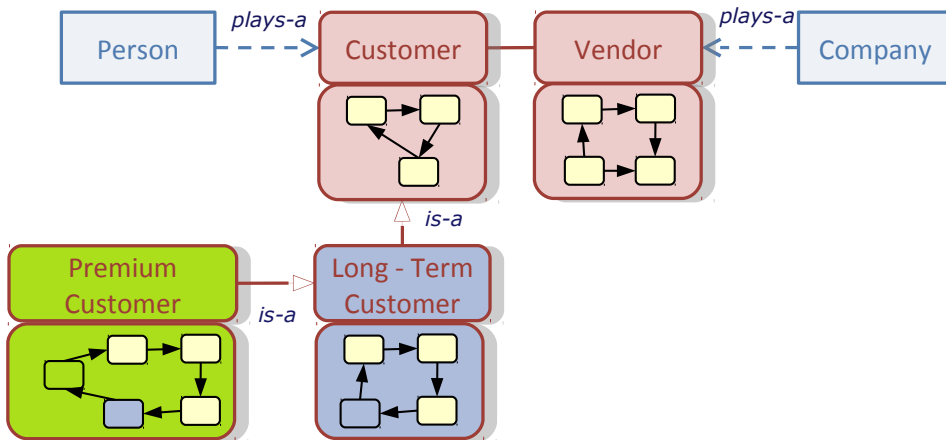 plays-a
plays-a
Person
Customer
Vendor
Company
is-a
Premium
Customer
is-a
Long - Term
Customer